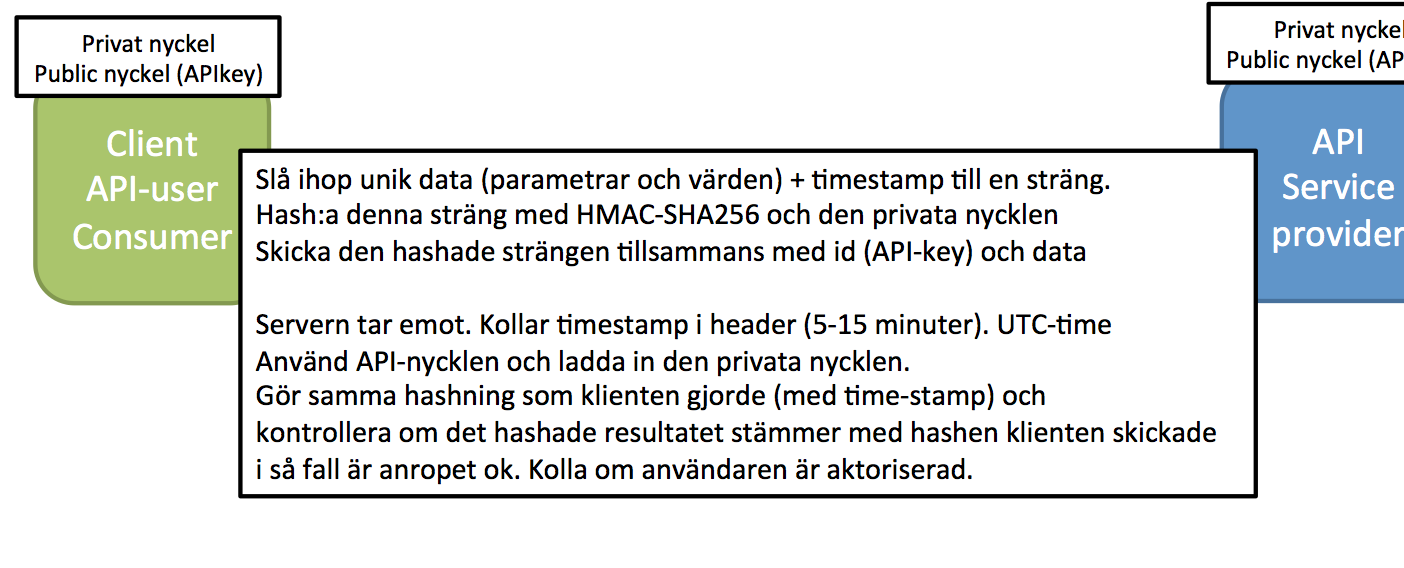 Privat nyckel
Public nyckel (APIkey)
Client
API-user
Consumer
Slå ihop unik data (parametrar och värden) + timestamp till en sträng.
Hash:a denna sträng med HMAC-SHA256 och den privata nycklen
Skicka den hashade strängen tillsammans med id (API-key) och data
Servern tar emot. Kollar timestamp i header (5-15 minuter). UTC-time
Använd API-nycklen och ladda in den privata nycklen.
Gör samma hashning som klienten gjorde (med time-stamp) och
kontrollera om det hashade resultatet stämmer med hashen klienten skickade
i så fall är anropet ok. Kolla om användaren är aktoriserad.
Privat nyckel
Public nyckel (AP
API
Service
provider